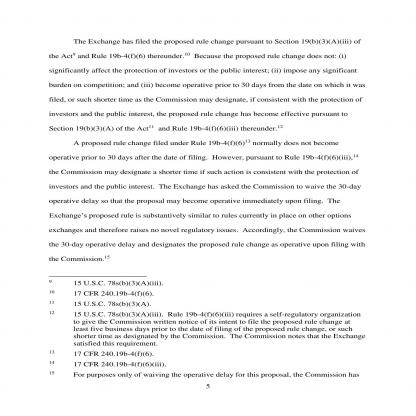 The Exchange has filed the proposed rule change pursuant to Section 19(b)(3)(A)(iii) of
the Act9 and Rule 19b-4(f)(6) thereunder.10 Because the proposed rule change does not: (i)
significantly affect the protection of investors or the public interest; (ii) impose any significant
burden on competition; and (iii) become operative prior to 30 days from the date on which it was
filed, or such shorter time as the Commission may designate, if consistent with the protection of
investors and the public interest, the proposed rule change has become effective pursuant to
Section 19(b)(3)(A) of the Act11 and Rule 19b-4(f)(6)(iii) thereunder.12
A proposed rule change filed under Rule 19b-4(f)(6)13 normally does not become
operative prior to 30 days after the date of filing. However, pursuant to Rule 19b-4(f)(6)(iii),14
the Commission may designate a shorter time if such action is consistent with the protection of
investors and the public interest. The Exchange has asked the Commission to waive the 30-day
operative delay so that the proposal may become operative immediately upon filing. The
Exchange's proposed rule is substantively similar to rules currently in place on other options
exchanges and therefore raises no novel regulatory issues. Accordingly, the Commission waives
the 30-day operative delay and designates the proposed rule change as operative upon filing with
the Commission.15
9 15 U.S.C. 78s(b)(3)(A)(iii).
10 17 CFR 240.19b-4(f)(6).
11 15 U.S.C. 78s(b)(3)(A).
12 15 U.S.C. 78s(b)(3)(A)(iii). Rule 19b-4(f)(6)(iii) requires a self-regulatory organization
to give the Commission written notice of its intent to file the proposed rule change at
least five business days prior to the date of filing of the proposed rule change, or such
shorter time as designated by the Commission. The Commission notes that the Exchange
satisfied this requirement.
13 17 CFR 240.19b-4(f)(6).
14 17 CFR 240.19b-4(f)(6)(iii).
15 For purposes only of waiving the operative delay for this proposal, the Commission has
5